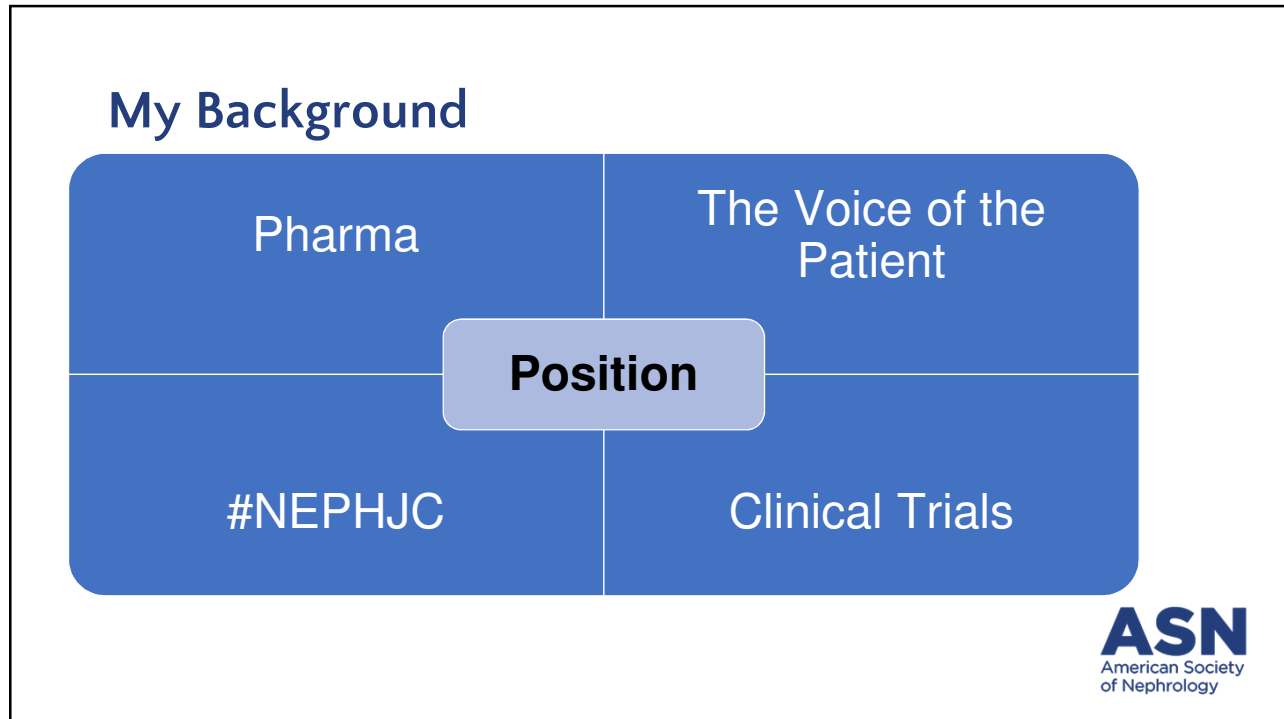 My Background
Pharma
The Voice of the
Patient
Position
#NEPHJC
Clinical Trials
ASN
American Society
of Nephrology